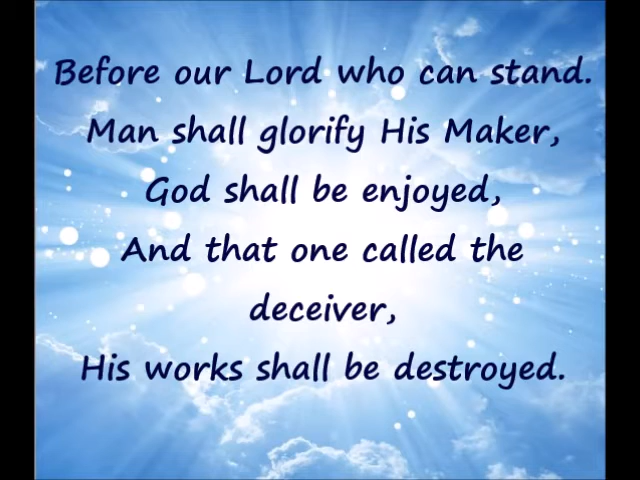 Before our Lord who can stand.
Man shall glorify His Maker,
God shall be enjoyed,
And that one called the
deceiver,
His works shall be destroyed.